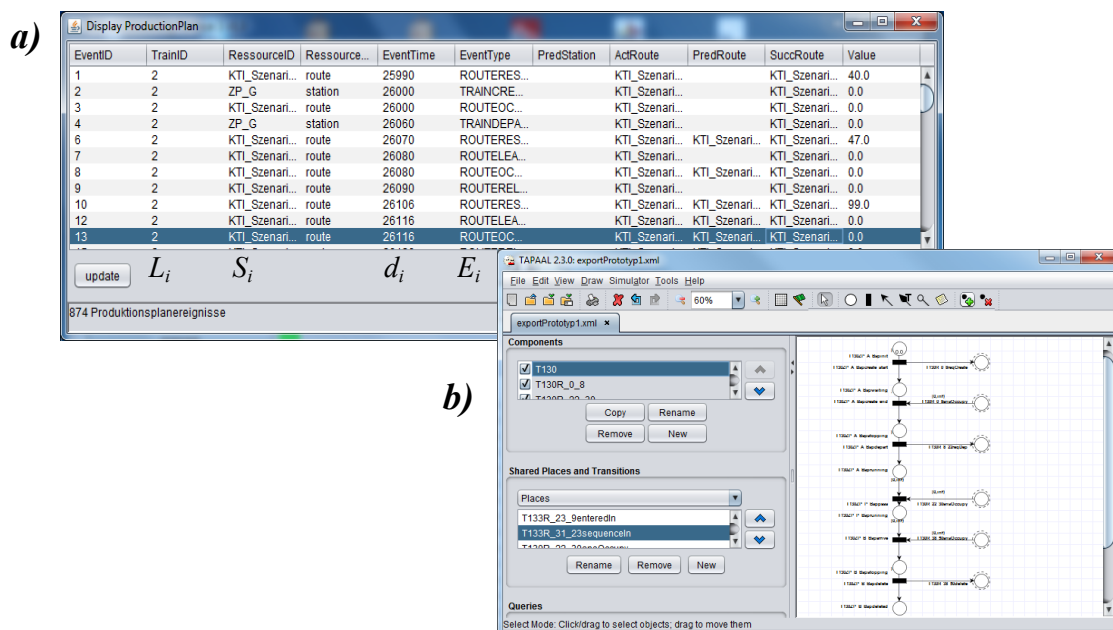 a)
Display ProductionPlan
EventID TrainID RessourceID Ressource... EventTime EventType PredStation ActRoute PredRoute SuccRoute Value
1 2 KTI_Szenari... route 25990 ROUTERES... KTI_Szenari... KTI_Szenari... 40.0
2 2 ZP_G station 26000 TRAINCRE... KTI_Szenari... KTI_Szenari... 0.0
3 2 KTI_Szenari... route 26000 ROUTEOC... KTI_Szenari... KTI_Szenari... 0.0
4 2 ZP_G station 26060 TRAINDEPA... KTI_Szenari... KTI_Szenari... 0.0
6 2 KTI_Szenari... route 26070 ROUTERES... KTI_Szenari... KTI_Szenari... KTI_Szenari... 47.0
7 2 KTI_Szenari... route 26080 ROUTELEA... KTI_Szenari... KTI_Szenari... 0.0
8 2 KTI_Szenari... route 26080 ROUTEOC... KTI_Szenari... KTI_Szenari... KTI_Szenari... 0.0
9 2 KTI_Szenari... route 26090 ROUTEREL... KTI_Szenari... KTI_Szenari... 0.0
10 2 KTI_Szenari... route 26106 ROUTERES... KTI_Szenari... KTI_Szenari... KTI_Szenari... 99.0
12 2 KTI_Szenari... route 26116 ROUTELEA... KTI_Szenari... KTI_Szenari... KTI_Szenari... 0.0
13 2 KTI_Szenari... route 26116 ROUTEOC... KTI_Szenari... KTI_Szenari... KTI_Szenari... 0.0
update
L_i S_i d_i E_i
874 Produktionsplanereignisse
b)
TAPAAL 2.3.0: exportPrototyp1.xml
File Edit View Draw Simulator Tools Help
60%
exportPrototyp1.xml
Components
T130
T130R_0_8
Copy Rename
Remove New
Shared Places and Transitions
Places
T133R_23_9enteredIn
T133R_31_23sequenceIn
Rename Remove New
Queries
Select Mode: Click/drag to select objects; drag to move them